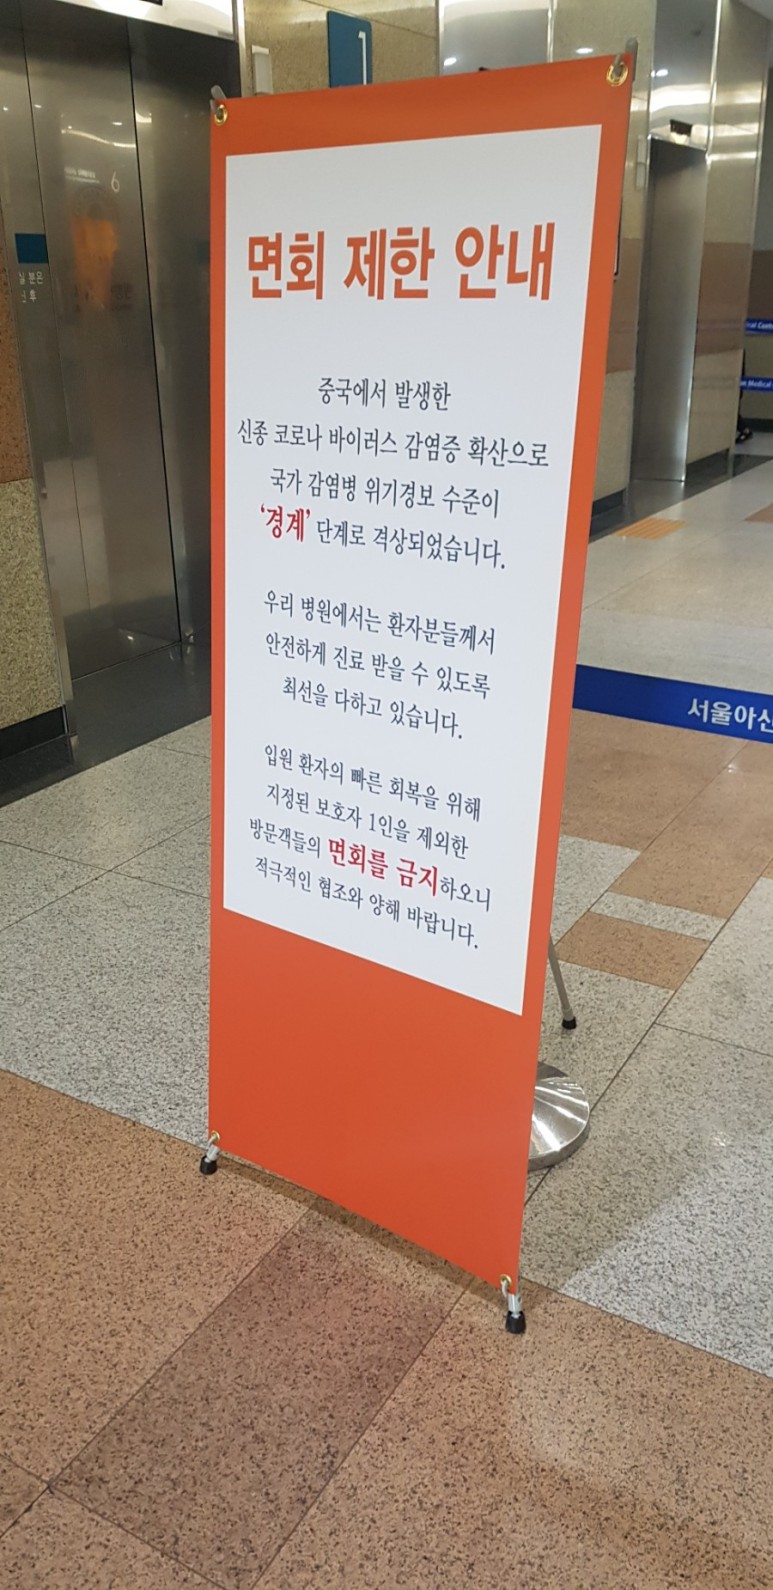 1
6
면회 제한 안내
중국에서 발생한
신종 코로나 바이러스 감염증 확산으로
국가 감염병 위기경보 수준이
'경계' 단계로 격상되었습니다.
우리 병원에서는 환자분들께서
안전하게 진료 받을 수 있도록
최선을 다하고 있습니다.
입원 환자의 빠른 회복을 위해
지정된 보호자 1인을 제외한
방문객들의 면회를 금지하오니
적극적인 협조와 양해 바랍니다.
Medical
서울아산